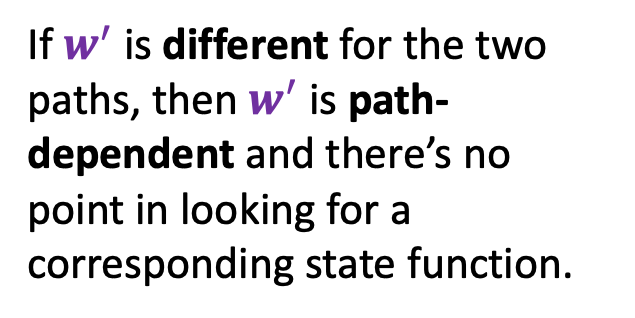 If w′ is different for the two
paths, then w′ is path-
dependent and there’s no
point in looking for a
corresponding state function.